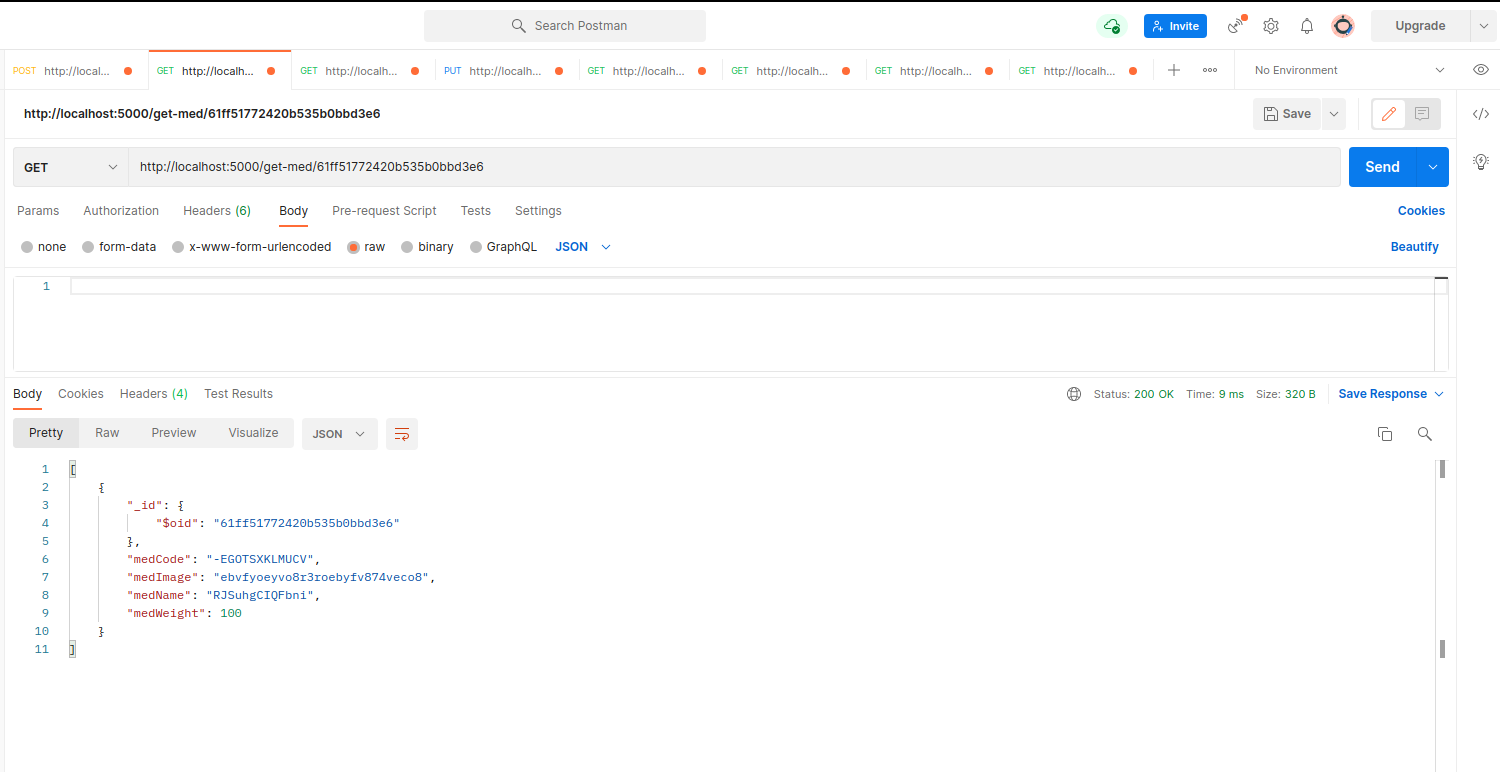 Search Postman
Invite
Upgrade
POST http://local...
GET http://localh...
GET http://localh...
PUT http://localh...
GET http://localh...
GET http://localh...
GET http://localh...
GET http://localh...
No Environment
http://localhost:5000/get-med/61ff51772420b535b0bbd3e6
Save
GET
http://localhost:5000/get-med/61ff51772420b535b0bbd3e6
Send
Params Authorization Headers (6) Body Pre-request Script Tests Settings Cookies
none form-data x-www-form-urlencoded raw binary GraphQL JSON Beautify
1
Body Cookies Headers (4) Test Results Status: 200 OK Time: 9 ms Size: 320 B Save Response
Pretty Raw Preview Visualize JSON
1 [
2 {
3 "_id": {
4 "$oid": "61ff51772420b535b0bbd3e6"
5 },
6 "medCode": "-EGOTSXKLMUCV",
7 "medImage": "ebvfyoeyvo8r3roebyfv874veco8",
8 "medName": "RJSuhgCIQFbni",
9 "medWeight": 100
10 }
11 ]